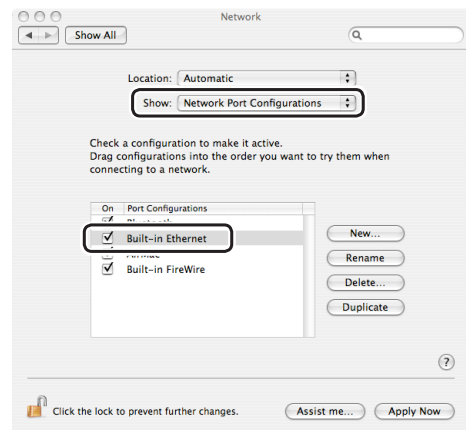 Network
Show All
Location: Automatic
Show: Network Port Configurations
Check a configuration to make it active.
Drag configurations into the order you want to try them when
connecting to a network.
On Port Configurations
Built-in Ethernet
Built-in FireWire
New...
Rename
Delete...
Duplicate
?
Click the lock to prevent further changes.
Assist me...
Apply Now